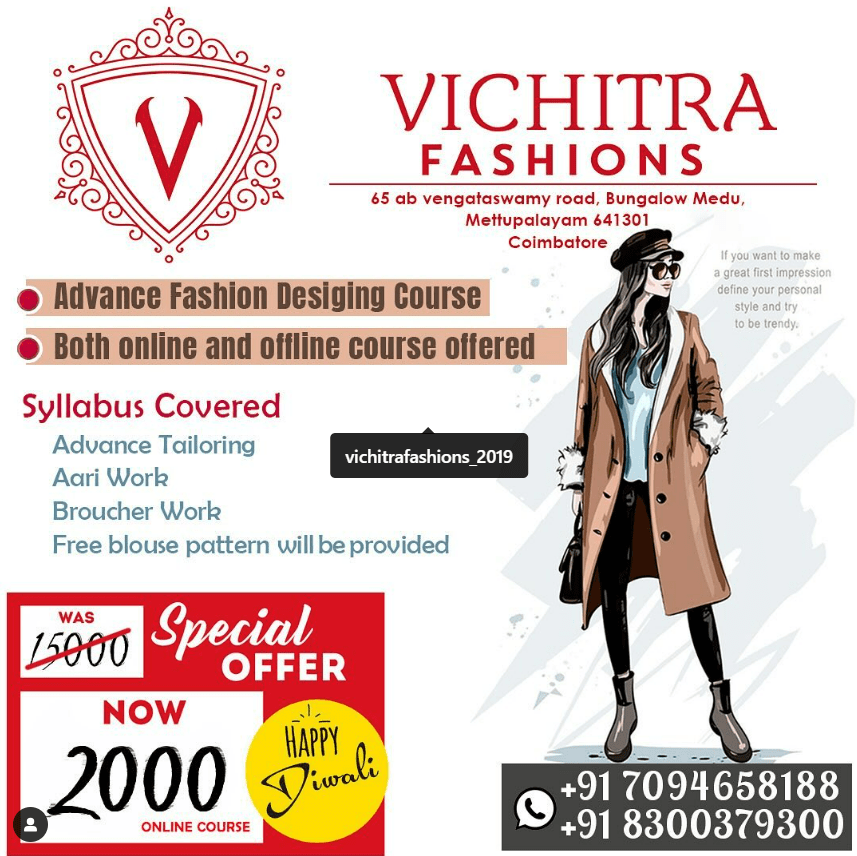 V
VICHITRA
FASHIONS
65 ab vengataswamy road, Bungalow Medu,
Mettupalayam 641301
Coimbatore
If you want to make
a great first impression
define your personal
style and try
to be trendy.
Advance Fashion Desiging Course
Both online and offline course offered
Syllabus Covered
Advance Tailoring
Aari Work
Broucher Work
Free blouse pattern will be provided
vichitrafashions_2019
WAS
15000
Special
OFFER
NOW
2000
ONLINE COURSE
HAPPY
Diwali
+91 7094658188
+91 8300379300